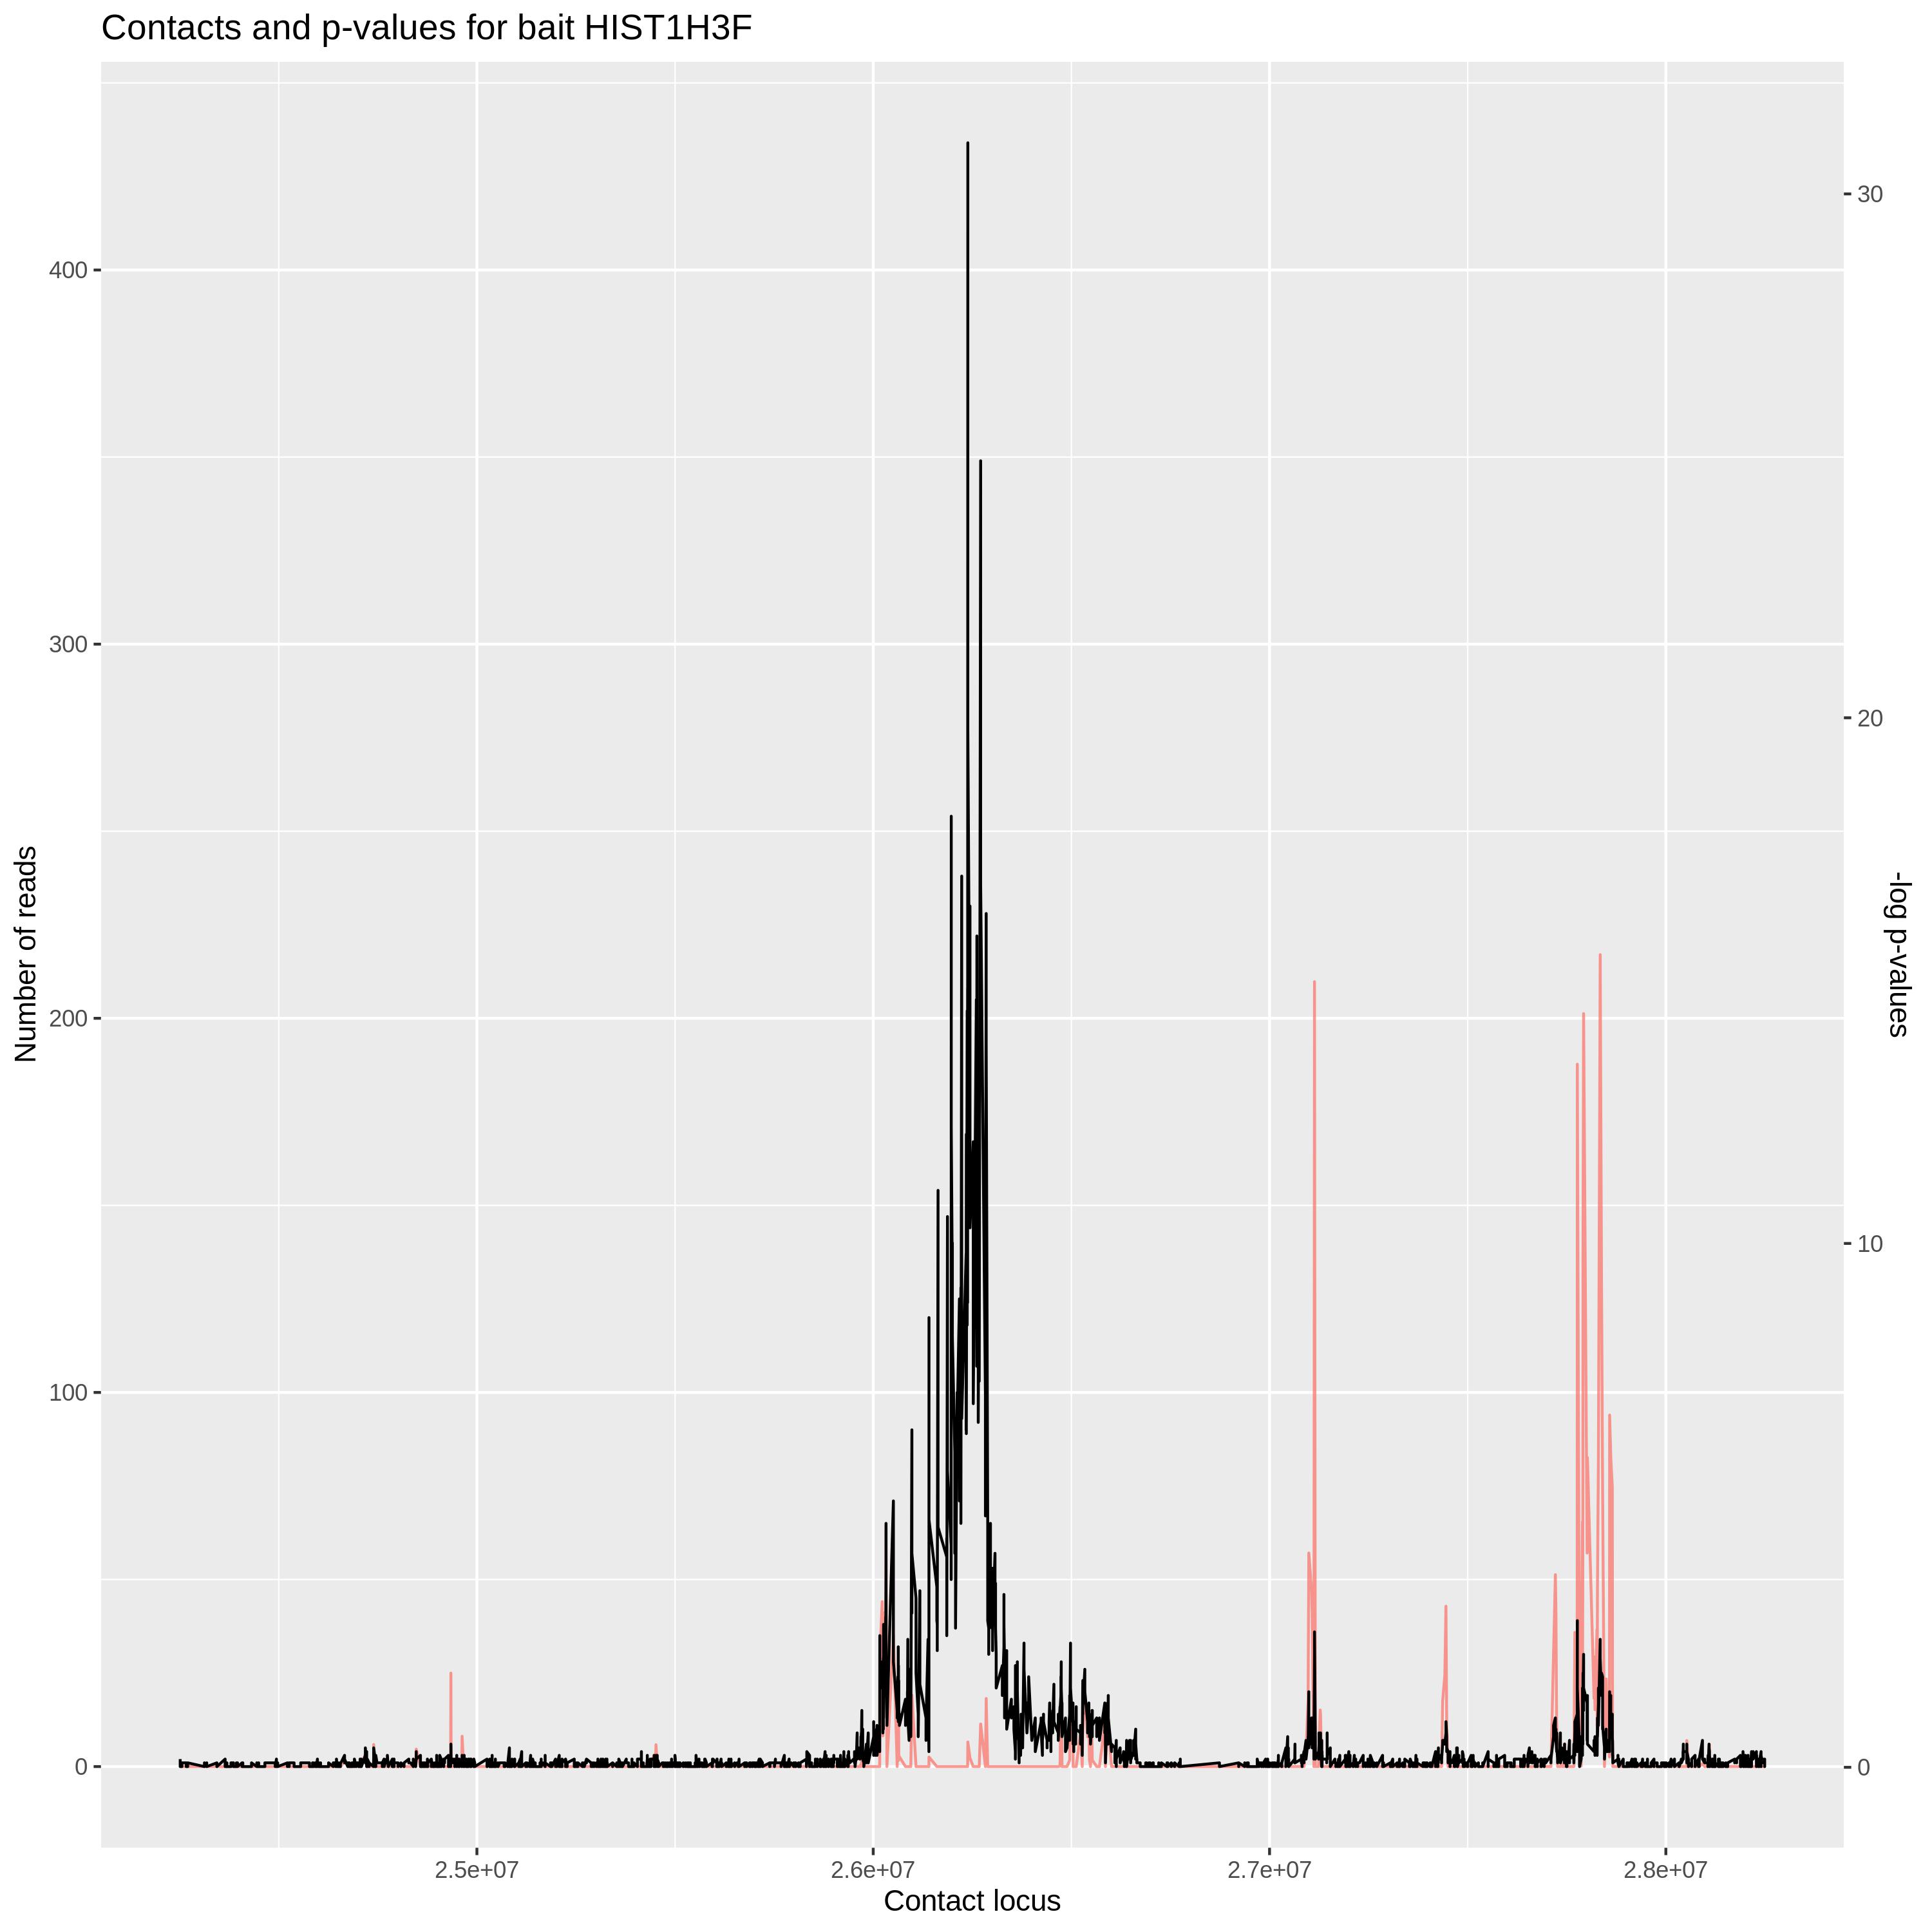 Contacts and p-values for bait HIST1H3F
400
300
200
100
0
Number of reads
30
20
10
0
-log p-values
2.5e+07
2.6e+07
2.7e+07
2.8e+07
Contact locus